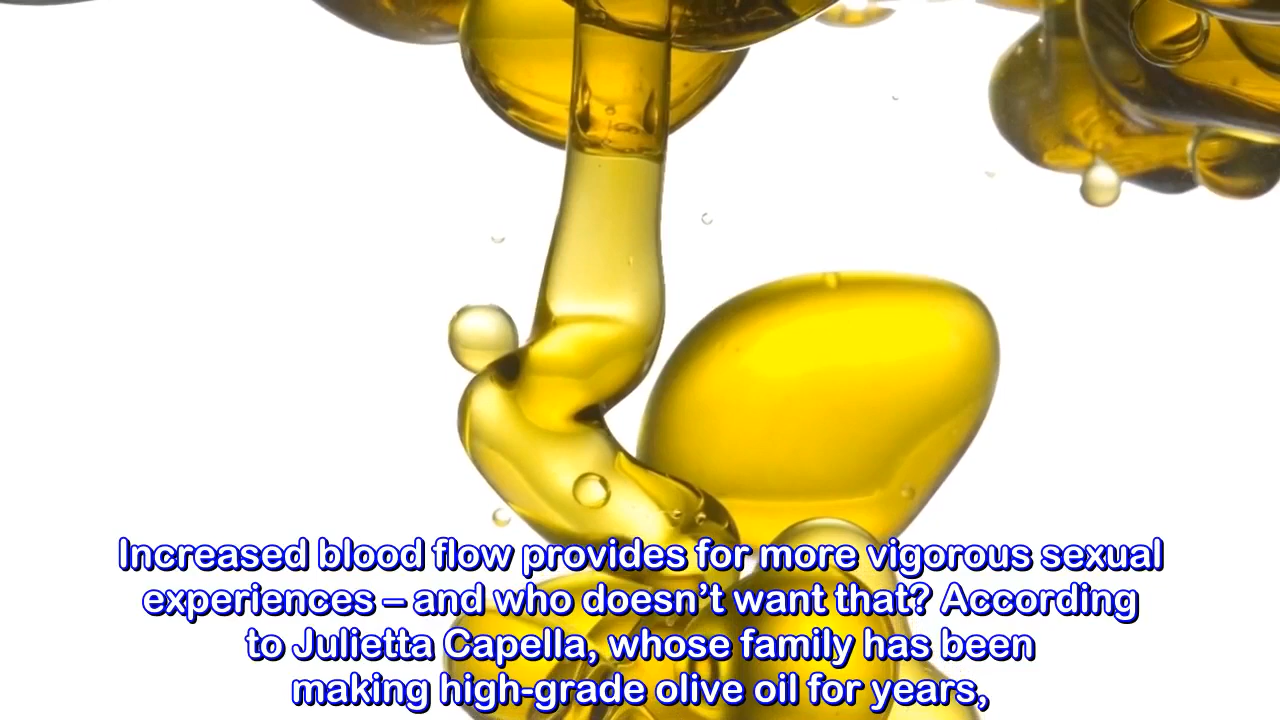 Increased blood flow provides for more vigorous sexual
experiences – and who doesn’t want that? According
to Julietta Capella, whose family has been
making high-grade olive oil for years,